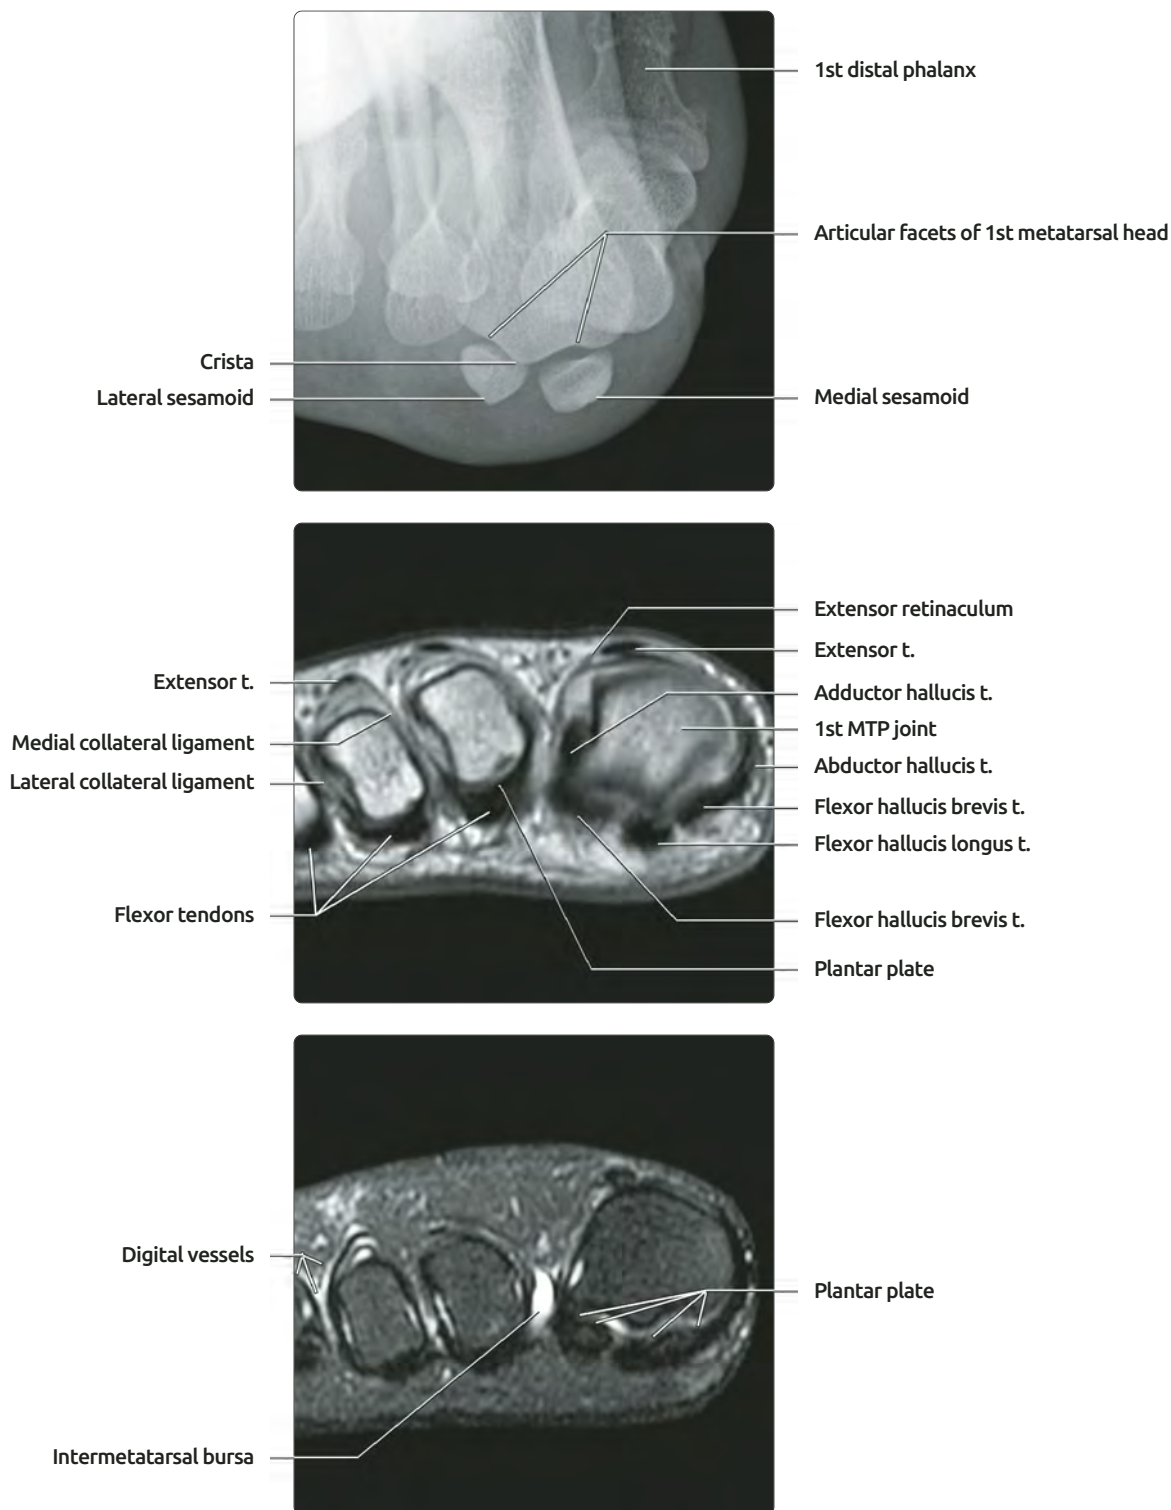 1st distal phalanx
Articular facets of 1st metatarsal head
Crista
Lateral sesamoid
Medial sesamoid
Extensor retinaculum
Extensor t.
Extensor t.
Adductor hallucis t.
1st MTP joint
Medial collateral ligament
Abductor hallucis t.
Lateral collateral ligament
Flexor hallucis brevis t.
Flexor hallucis longus t.
Flexor tendons
Flexor hallucis brevis t.
Plantar plate
Digital vessels
Plantar plate
Intermetatarsal bursa